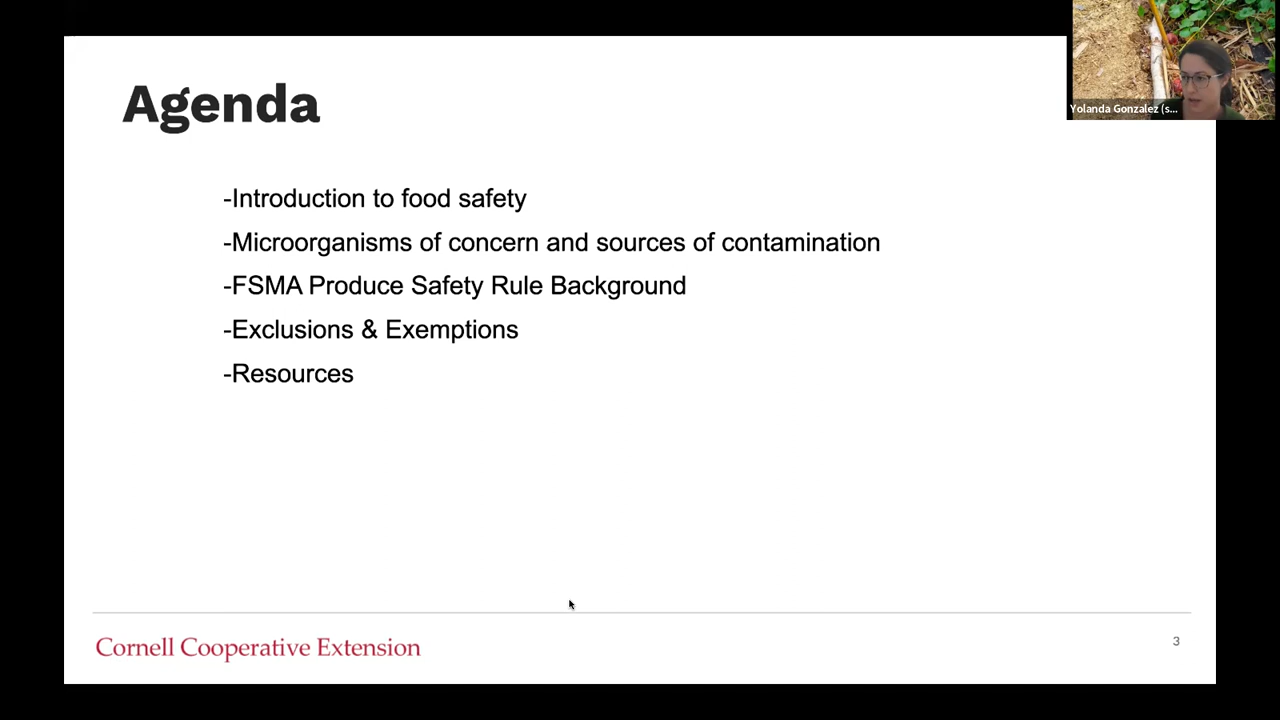 Agenda
Yolanda Gonzalez (s...
-Introduction to food safety
-Microorganisms of concern and sources of contamination
-FSMA Produce Safety Rule Background
-Exclusions & Exemptions
-Resources
Cornell Cooperative Extension
3